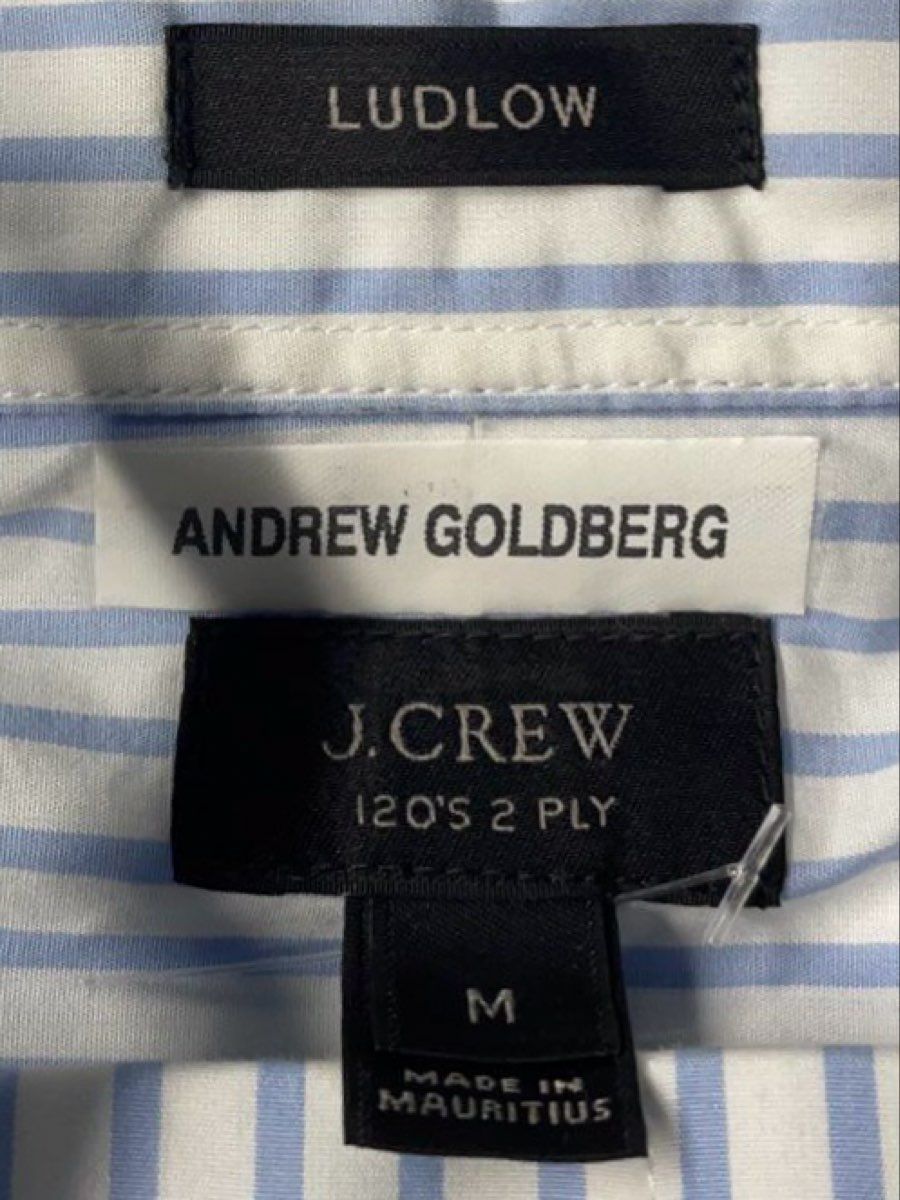 LUDLOW
ANDREW GOLDBERG
J.CREW
120'S 2 PLY
M
MADE IN
MAURITIUS